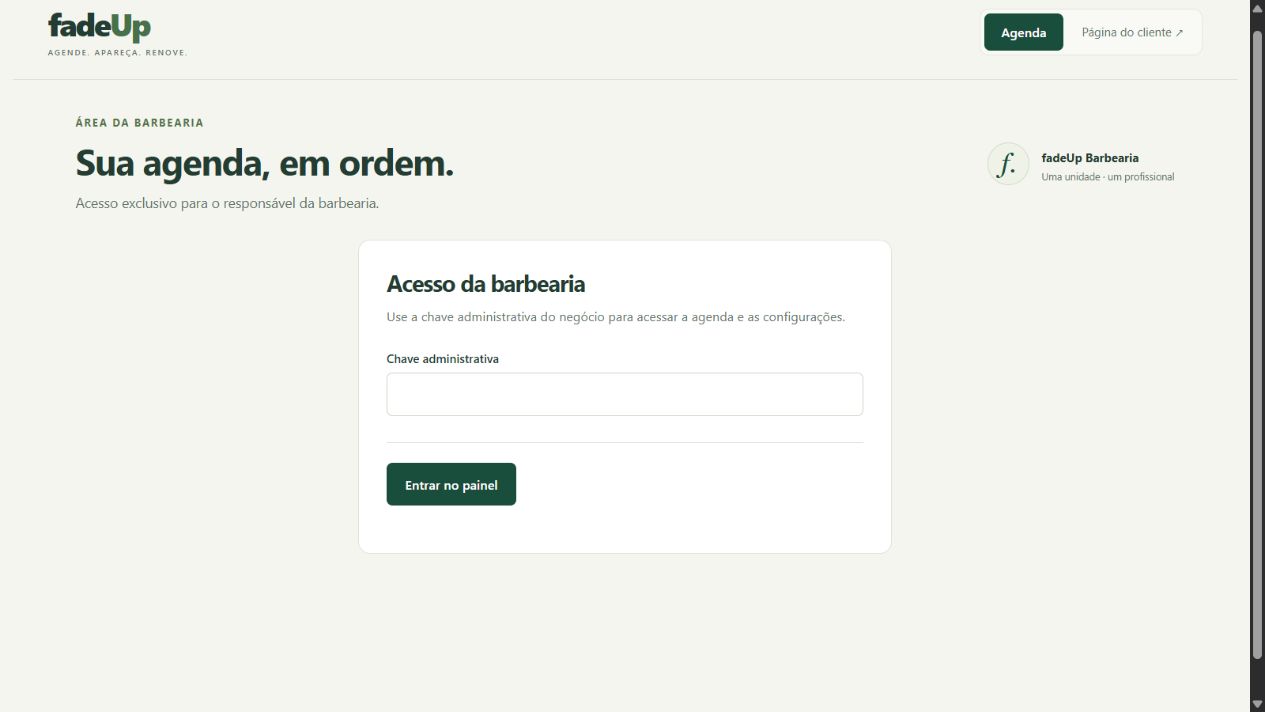 fadeUp
AGENDE. APAREÇA. RENOVE.
Agenda
Página do cliente ↗
ÁREA DA BARBEARIA
Sua agenda, em ordem.
Acesso exclusivo para o responsável da barbearia.
f.
fadeUp Barbearia
Uma unidade · um profissional
Acesso da barbearia
Use a chave administrativa do negócio para acessar a agenda e as configurações.
Chave administrativa
Entrar no painel